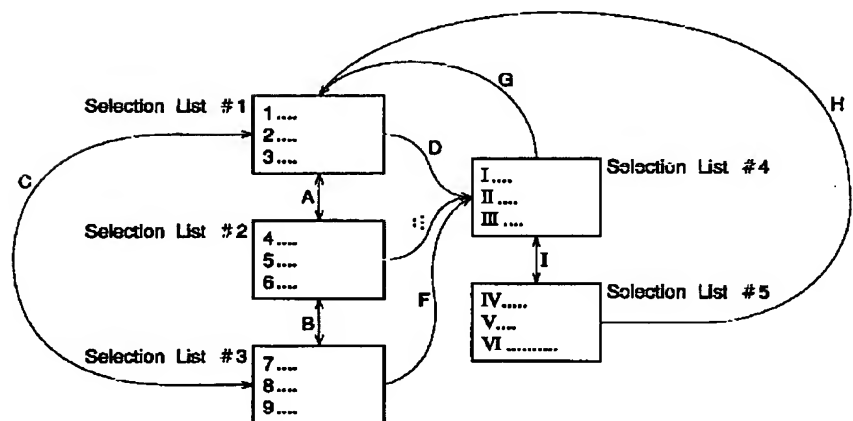 G
H
Selection List #1
1....
2....
3....
D
C
A
I....
II....
III....
Selection List #4
Selection List #2
4....
5....
6....
I
F
B
IV.....
V....
VI...........
Selection List #5
Selection List #3
7....
8....
9....